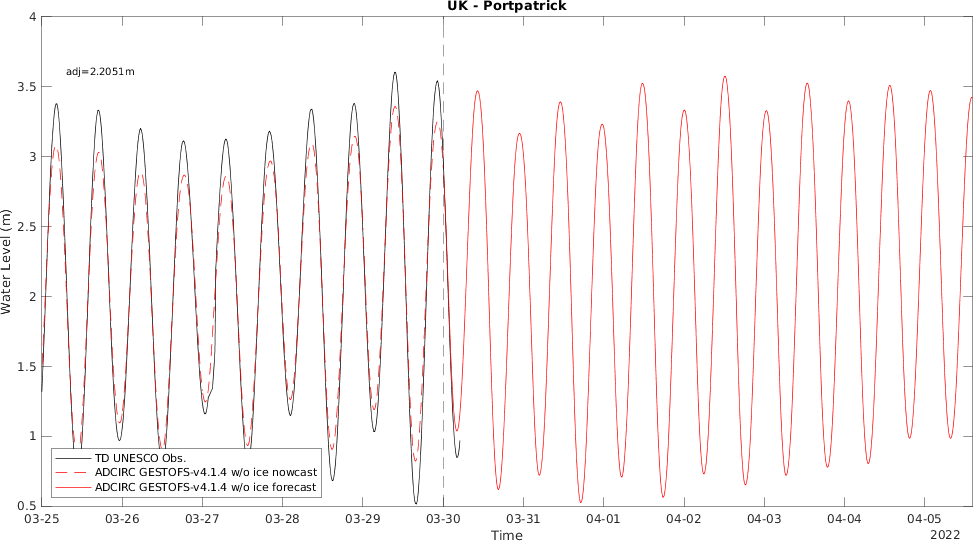 UK - Portpatrick
4
3.5
3
2.5
2
1.5
1
0.5
Water Level (m)
adj=2.2051m
TD UNESCO Obs.
ADCIRC GESTOFS-v4.1.4 w/o ice nowcast
ADCIRC GESTOFS-v4.1.4 w/o ice forecast
03-25 03-26 03-27 03-28 03-29 03-30 03-31 04-01 04-02 04-03 04-04 04-05
Time
2022